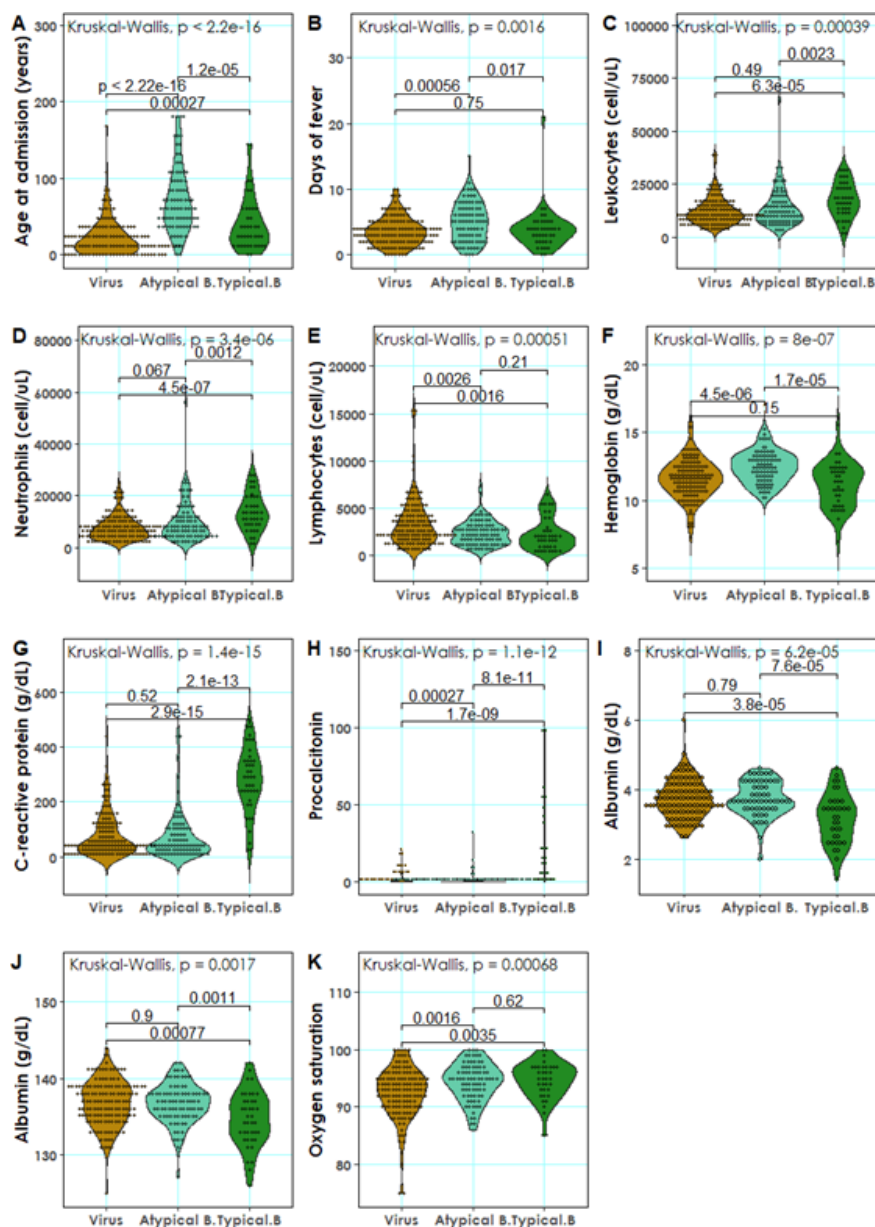 A
Kruskal-Wallis, p < 2.2e-16
1.2e-05
p < 2.22e-16
0.00027
Age at admission (years)
300
200
100
0
Virus Atypical B. Typical.B
B
Kruskal-Wallis, p = 0.0016
0.017
0.00056
0.75
Days of fever
30
20
10
0
Virus Atypical B. Typical.B
C
Kruskal-Wallis, p = 0.00039
0.0023
0.49
6.3e-05
Leukocytes (cell/uL)
100000
75000
50000
25000
0
Virus Atypical B.Typical.B
D
Kruskal-Wallis, p = 3.4e-06
0.0012
0.067
4.5e-07
Neutrophils (cell/uL)
80000
60000
40000
20000
0
Virus Atypical B.Typical.B
E
Kruskal-Wallis, p = 0.00051
0.21
0.0026
0.0016
Lymphocytes (cell/uL)
20000
15000
10000
5000
0
Virus Atypical B.Typical.B
F
Kruskal-Wallis, p = 8e-07
1.7e-05
4.5e-06
0.15
Hemoglobin (g/dL)
20
15
10
5
Virus Atypical B. Typical.B
G
Kruskal-Wallis, p = 1.4e-15
2.1e-13
0.52
2.9e-15
C-reactive protein (g/dL)
600
400
200
0
Virus Atypical B. Typical.B
H
Kruskal-Wallis, p = 1.1e-12
8.1e-11
0.00027
1.7e-09
Procalcitonin
150
100
50
0
Virus Atypical B.Typical.B
I
Kruskal-Wallis, p = 6.2e-05
7.6e-05
0.79
3.8e-05
Albumin (g/dL)
8
6
4
2
Virus Atypical B. Typical.B
J
Kruskal-Wallis, p = 0.0017
0.0011
0.9
0.00077
Albumin (g/dL)
150
140
130
Virus Atypical B. Typical.B
K
Kruskal-Wallis, p = 0.00068
0.62
0.0016
0.0035
Oxygen saturation
110
100
90
80
Virus Atypical B. Typical.B